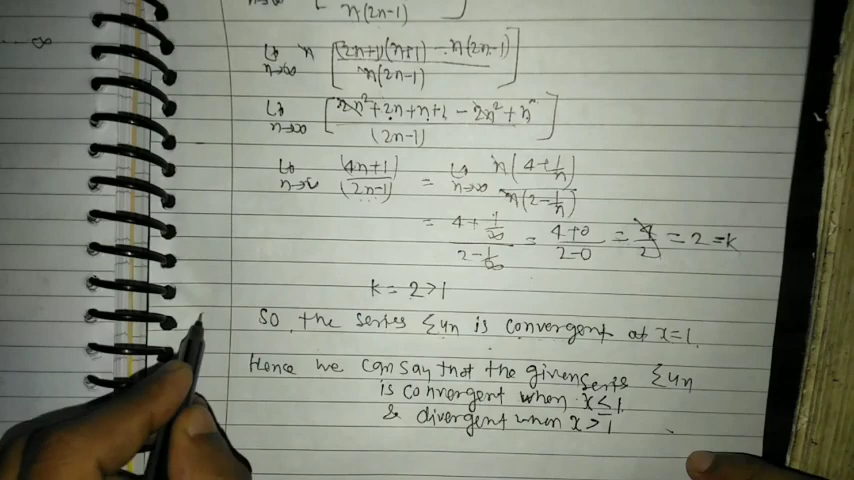 n(2n-1)
-∞
Lt n→∞ n [ (2n+1)(n+1) - n(2n-1) / n(2n-1) ]
Lt n→∞ [ 2n²+2n+n+1 - 2n²+n / (2n-1) ]
Lt n→∞ (4n+1)/(2n-1) = Lt n→∞ n(4+1/n) / n(2-1/n)
= (4+1/∞)/(2-1/∞) = (4+0)/(2-0) = 4/2 = 2 = K
K = 2 > 1
So, the series Σun is convergent at x=1.
Hence we can say that the given series Σun
is convergent when x ≤ 1.
& divergent when x > 1